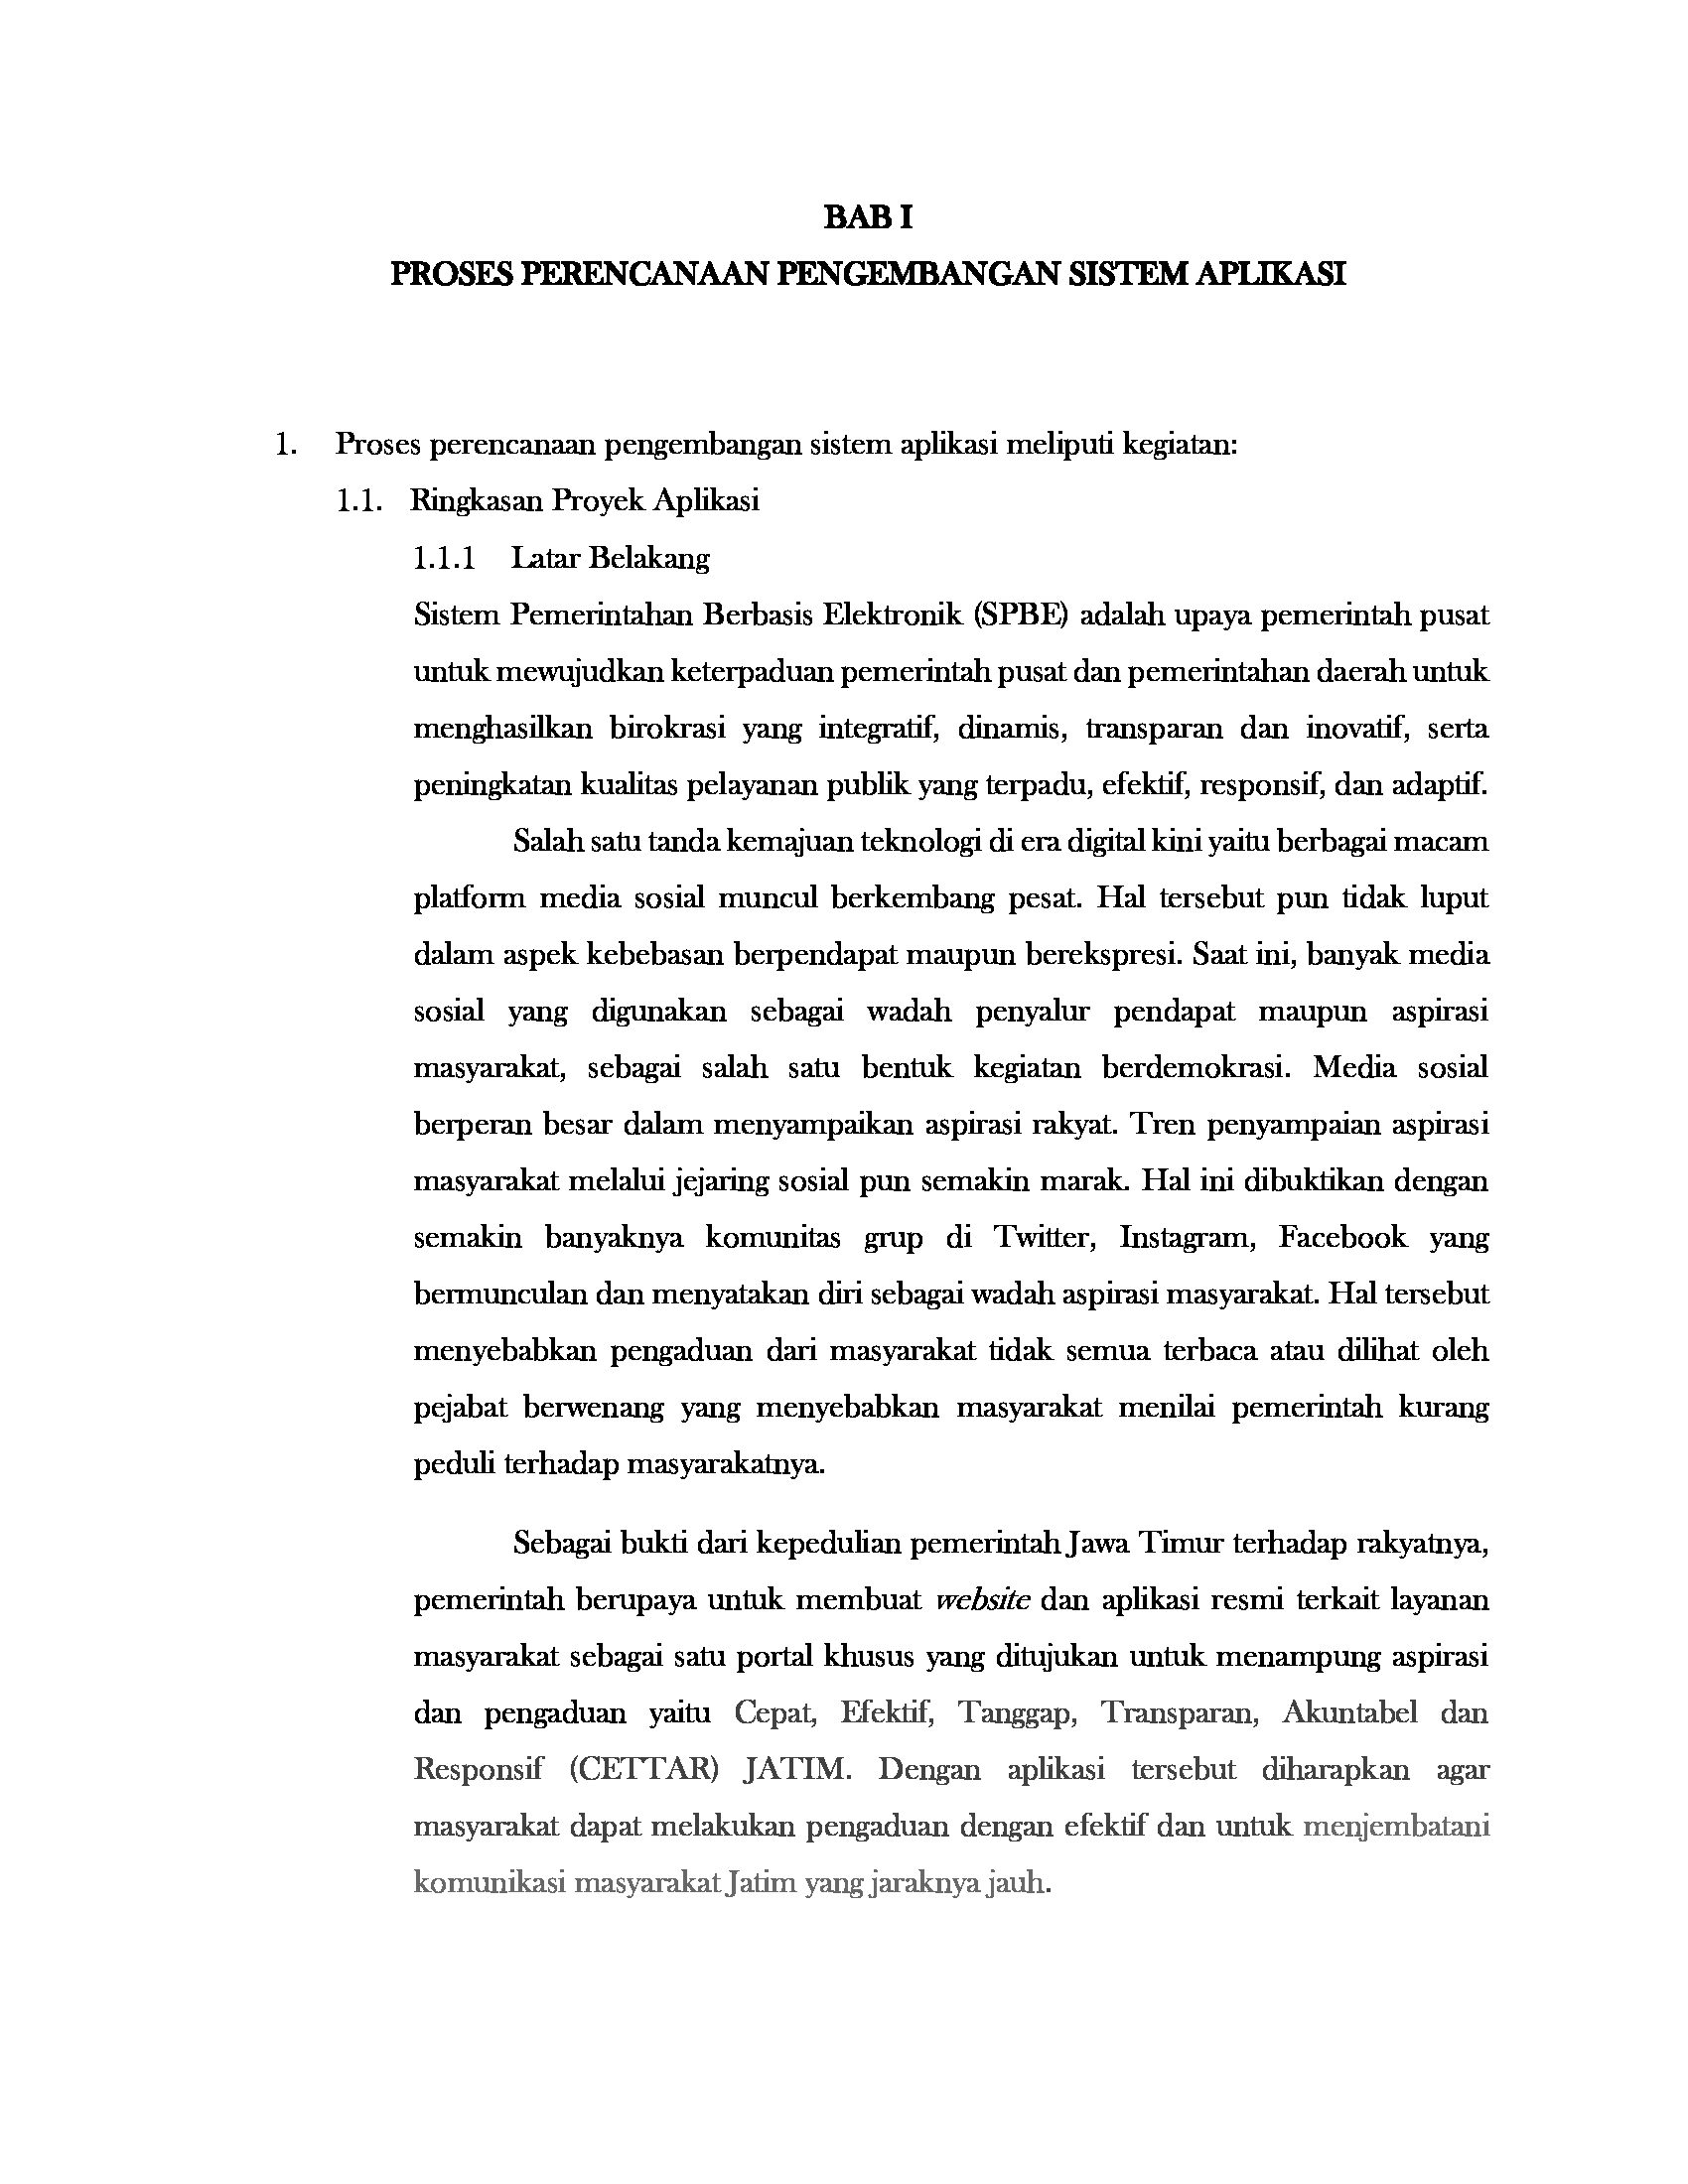 BAB I
PROSES PERENCANAAN PENGEMBANGAN SISTEM APLIKASI
1. Proses perencanaan pengembangan sistem aplikasi meliputi kegiatan:
1.1. Ringkasan Proyek Aplikasi
1.1.1 Latar Belakang
Sistem Pemerintahan Berbasis Elektronik (SPBE) adalah upaya pemerintah pusat
untuk mewujudkan keterpaduan pemerintah pusat dan pemerintahan daerah untuk
menghasilkan birokrasi yang integratif, dinamis, transparan dan inovatif, serta
peningkatan kualitas pelayanan publik yang terpadu, efektif, responsif, dan adaptif.
Salah satu tanda kemajuan teknologi di era digital kini yaitu berbagai macam
platform media sosial muncul berkembang pesat. Hal tersebut pun tidak luput
dalam aspek kebebasan berpendapat maupun berekspresi. Saat ini, banyak media
sosial yang digunakan sebagai wadah penyalur pendapat maupun aspirasi
masyarakat, sebagai salah satu bentuk kegiatan berdemokrasi. Media sosial
berperan besar dalam menyampaikan aspirasi rakyat. Tren penyampaian aspirasi
masyarakat melalui jejaring sosial pun semakin marak. Hal ini dibuktikan dengan
semakin banyaknya komunitas grup di Twitter, Instagram, Facebook yang
bermunculan dan menyatakan diri sebagai wadah aspirasi masyarakat. Hal tersebut
menyebabkan pengaduan dari masyarakat tidak semua terbaca atau dilihat oleh
pejabat berwenang yang menyebabkan masyarakat menilai pemerintah kurang
peduli terhadap masyarakatnya.
Sebagai bukti dari kepedulian pemerintah Jawa Timur terhadap rakyatnya,
pemerintah berupaya untuk membuat website dan aplikasi resmi terkait layanan
masyarakat sebagai satu portal khusus yang ditujukan untuk menampung aspirasi
dan pengaduan yaitu Cepat, Efektif, Tanggap, Transparan, Akuntabel dan
Responsif (CETTAR) JATIM. Dengan aplikasi tersebut diharapkan agar
masyarakat dapat melakukan pengaduan dengan efektif dan untuk menjembatani
komunikasi masyarakat Jatim yang jaraknya jauh.